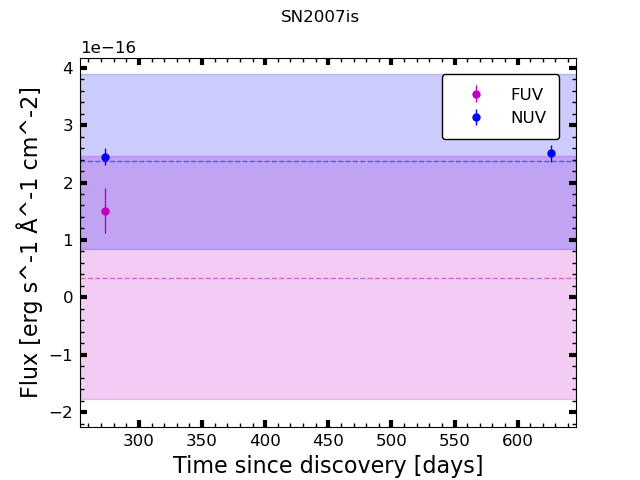 SN2007is
1e−16
4
3
2
1
0
−1
−2
Flux [erg s^-1 Å^-1 cm^-2]
FUV
NUV
300 350 400 450 500 550 600
Time since discovery [days]